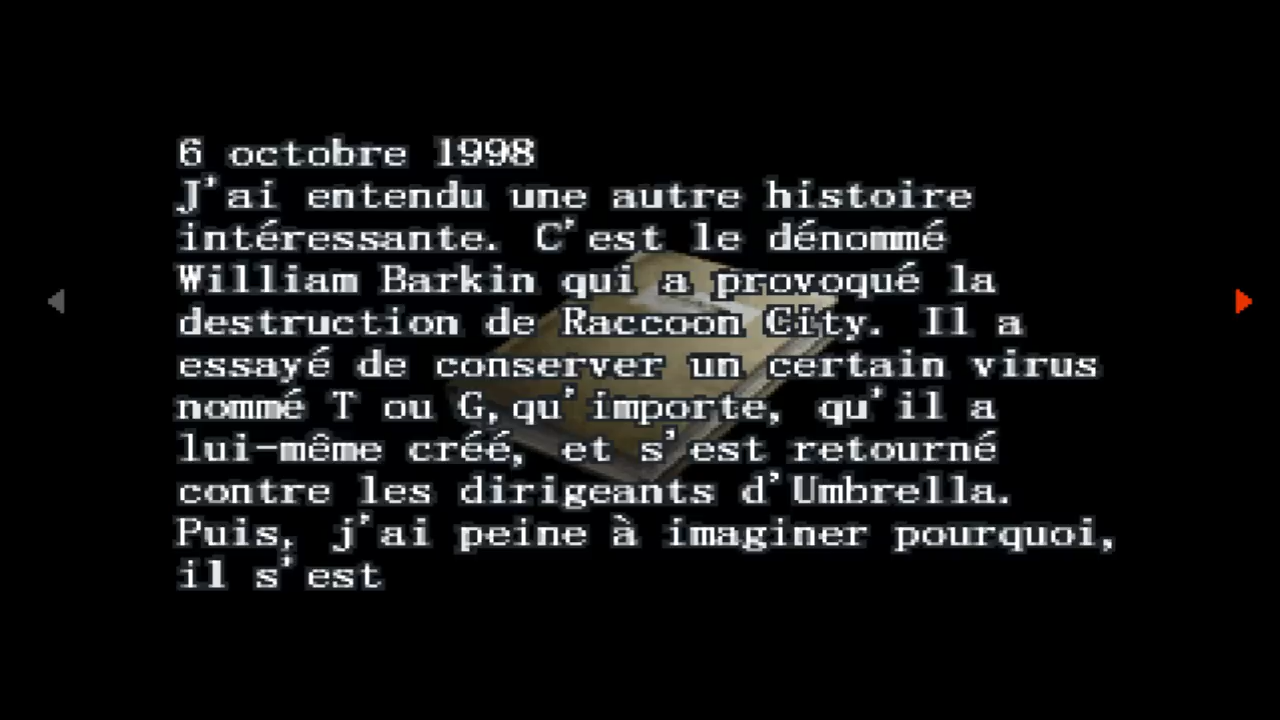 6 octobre 1998
J'ai entendu une autre histoire
intéressante. C'est le dénommé
William Barkin qui a provoqué la
destruction de Raccoon City. Il a
essayé de conserver un certain virus
nommé T ou G,qu'importe, qu'il a
lui-même créé, et s'est retourné
contre les dirigeants d'Umbrella.
Puis, j'ai peine à imaginer pourquoi,
il s'est